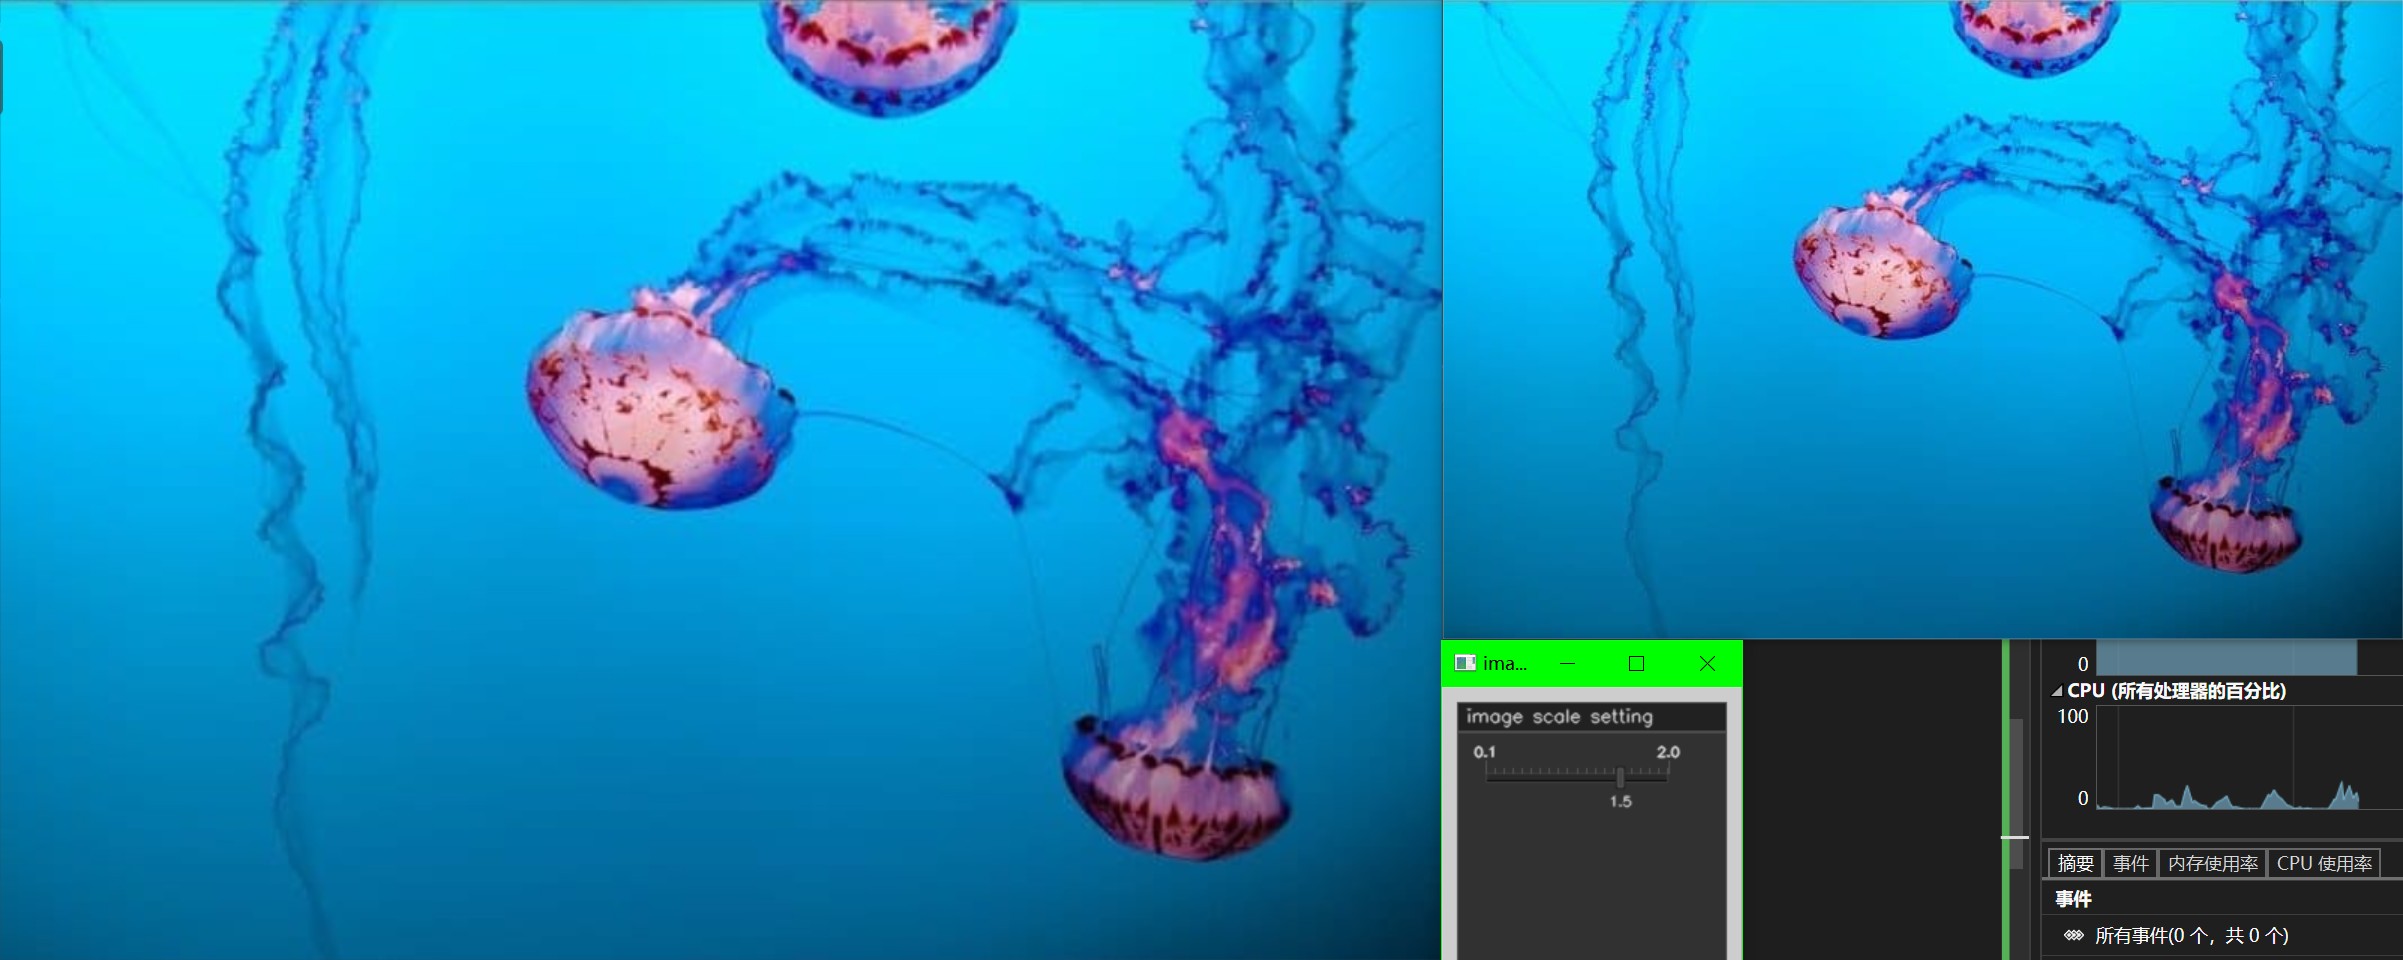 ima...
image scale setting
0.1 2.0
1.5
0
CPU (所有处理器的百分比)
100
0
摘要 事件 内存使用率 CPU 使用率
事件
所有事件(0 个，共 0 个)